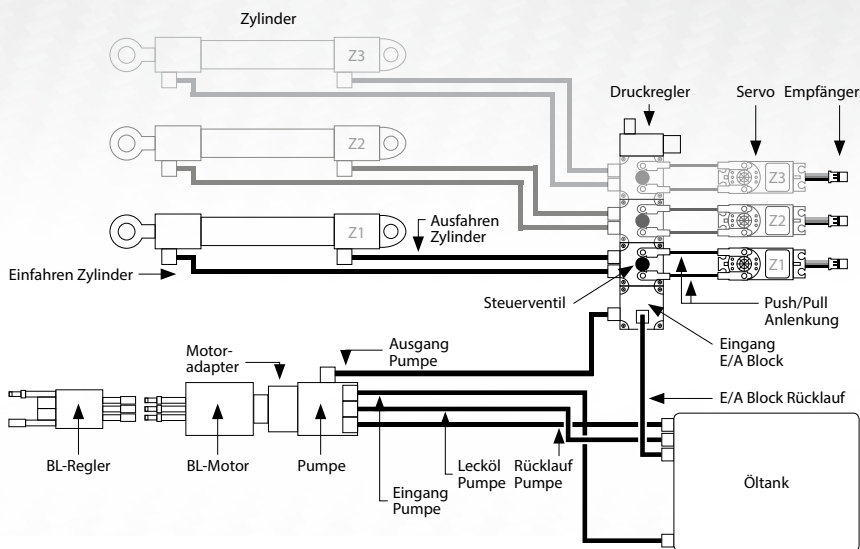 Zylinder
Z3
Druckregler
Servo
Empfänger
Z3
Z2
Z2
Z1
Ausfahren
Zylinder
Z1
Einfahren Zylinder
Steuerventil
Push/Pull
Anlenkung
Motor-
adapter
Ausgang
Pumpe
Eingang
E/A Block
E/A Block Rücklauf
BL-Regler
BL-Motor
Pumpe
Lecköl
Pumpe
Rücklauf
Pumpe
Eingang
Pumpe
Öltank